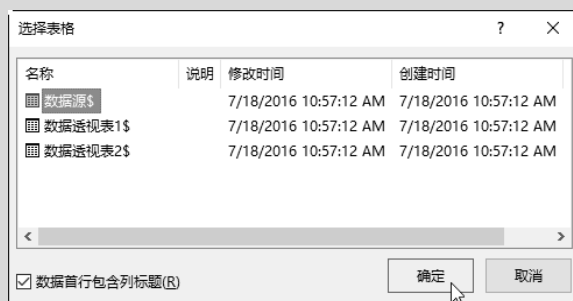 选择表格
名称 说明 修改时间 创建时间
数据源$ 7/18/2016 10:57:12 AM 7/18/2016 10:57:12 AM
数据透视表1$ 7/18/2016 10:57:12 AM 7/18/2016 10:57:12 AM
数据透视表2$ 7/18/2016 10:57:12 AM 7/18/2016 10:57:12 AM
数据首行包含列标题(R) 确定 取消